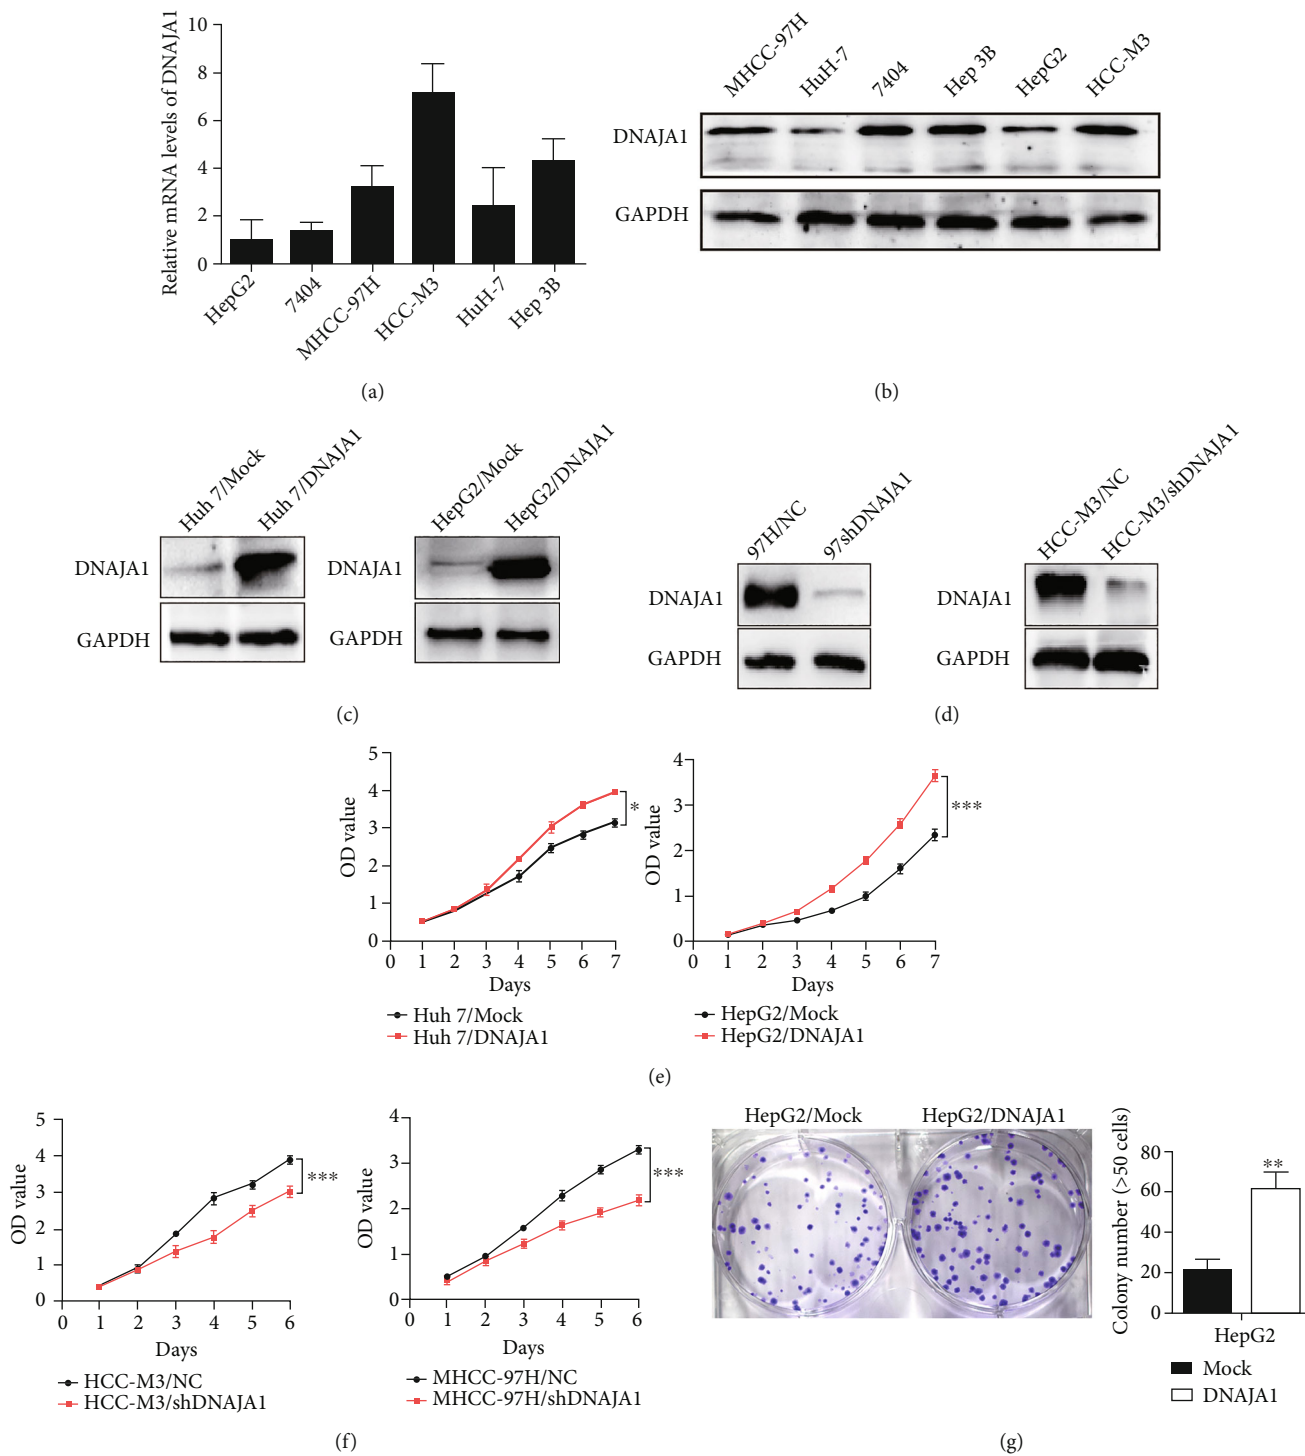 Relative mRNA levels of DNAJA1
10
8
6
4
2
0
HepG2
7404
MHCC-97H
HCC-M3
HuH-7
Hep 3B
(a)
MHCC-97H
HuH-7
7404
Hep 3B
HepG2
HCC-M3
DNAJA1
GAPDH
(b)
Huh 7/Mock
Huh 7/DNAJA1
DNAJA1
GAPDH
HepG2/Mock
HepG2/DNAJA1
DNAJA1
GAPDH
(c)
97H/NC
97shDNAJA1
DNAJA1
GAPDH
HCC-M3/NC
HCC-M3/shDNAJA1
DNAJA1
GAPDH
(d)
OD value
5
4
3
2
1
0
0 1 2 3 4 5 6 7
Days
*
Huh 7/Mock
Huh 7/DNAJA1
OD value
4
3
2
1
0
0 1 2 3 4 5 6 7
Days
***
HepG2/Mock
HepG2/DNAJA1
(e)
OD value
5
4
3
2
1
0
0 1 2 3 4 5 6
Days
***
HCC-M3/NC
HCC-M3/shDNAJA1
OD value
4
3
2
1
0
0 1 2 3 4 5 6
Days
***
MHCC-97H/NC
MHCC-97H/shDNAJA1
(f)
HepG2/Mock
HepG2/DNAJA1
Colony number (>50 cells)
80
60
40
20
0
**
HepG2
Mock
DNAJA1
(g)